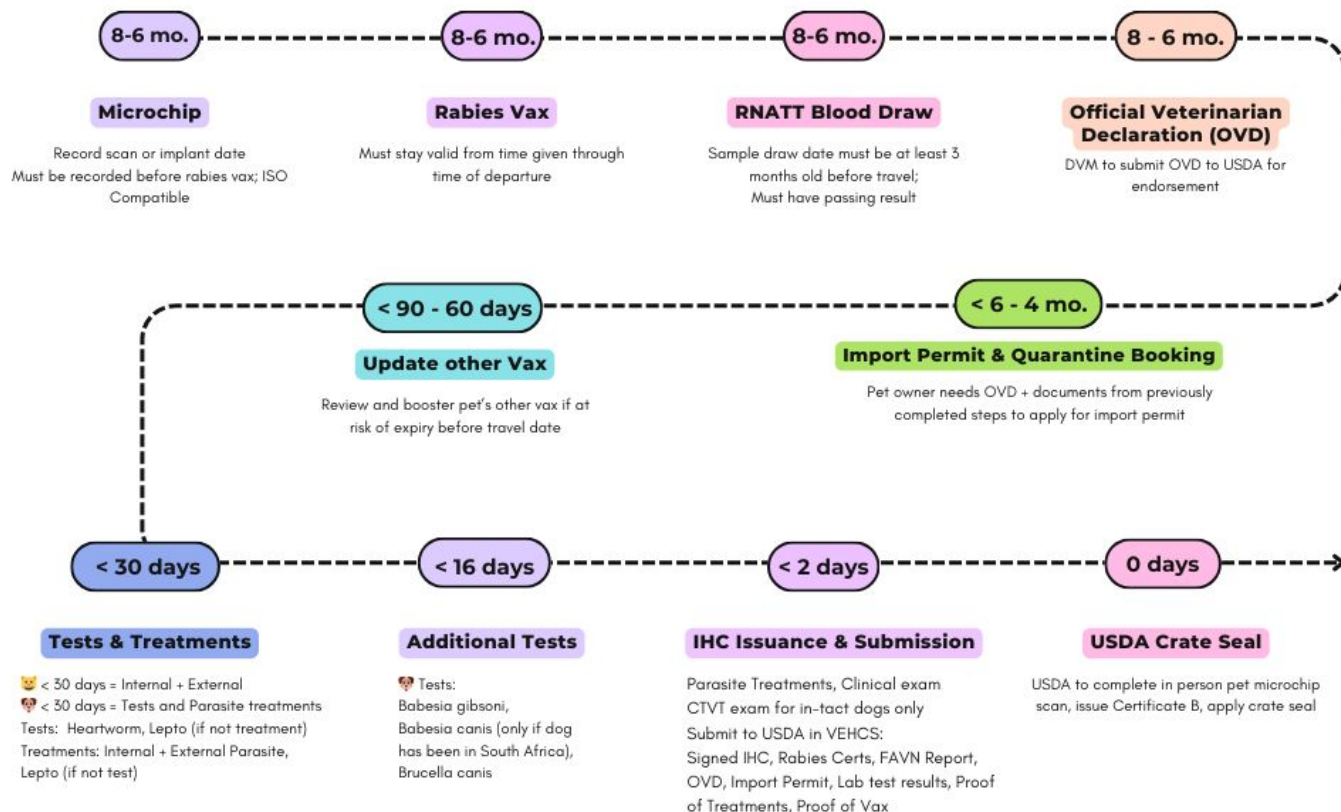 8-6 mo.
8-6 mo.
8-6 mo.
8 - 6 mo.
Microchip
Record scan or implant date
Must be recorded before rabies vax; ISO
Compatible
Rabies Vax
Must stay valid from time given through
time of departure
RNATT Blood Draw
Sample draw date must be at least 3
months old before travel;
Must have passing result
Official Veterinarian
Declaration (OVD)
DVM to submit OVD to USDA for
endorsement
< 6 - 4 mo.
Import Permit & Quarantine Booking
Pet owner needs OVD + documents from previously
completed steps to apply for import permit
< 90 - 60 days
Update other Vax
Review and booster pet's other vax if at
risk of expiry before travel date
< 30 days
Tests & Treatments
😺 < 30 days = Internal + External
🐶 < 30 days = Tests and Parasite treatments
Tests: Heartworm, Lepto (if not treatment)
Treatments: Internal + External Parasite,
Lepto (if not test)
< 16 days
Additional Tests
🐶 Tests:
Babesia gibsoni,
Babesia canis (only if dog
has been in South Africa),
Brucella canis
< 2 days
IHC Issuance & Submission
Parasite Treatments, Clinical exam
CTVT exam for in-tact dogs only
Submit to USDA in VEHCS:
Signed IHC, Rabies Certs, FAVN Report,
OVD, Import Permit, Lab test results, Proof
of Treatments, Proof of Vax
0 days
USDA Crate Seal
USDA to complete in person pet microchip
scan, issue Certificate B, apply crate seal